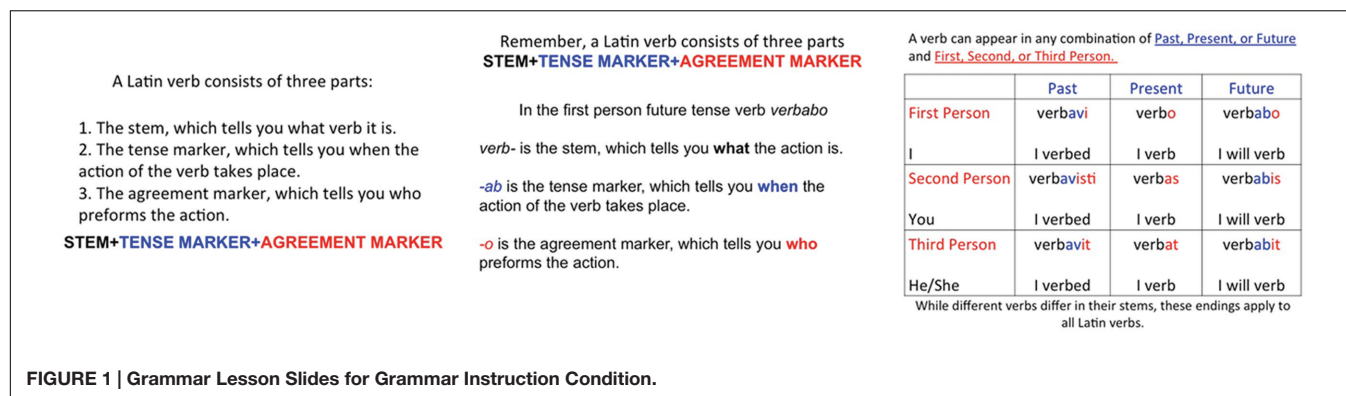 A Latin verb consists of three parts:
1. The stem, which tells you what verb it is.
2. The tense marker, which tells you when the
action of the verb takes place.
3. The agreement marker, which tells you who
preforms the action.
STEM+TENSE MARKER+AGREEMENT MARKER
Remember, a Latin verb consists of three parts
STEM+TENSE MARKER+AGREEMENT MARKER
In the first person future tense verb verbabo
verb- is the stem, which tells you what the action is.
-ab is the tense marker, which tells you when the
action of the verb takes place.
-o is the agreement marker, which tells you who
preforms the action.
A verb can appear in any combination of Past, Present, or Future
and First, Second, or Third Person.
Past Present Future
First Person verbavi verbo verbabo
I I verbed I verb I will verb
Second Person verbavisti verbas verbabis
You I verbed I verb I will verb
Third Person verbavit verbat verbabit
He/She I verbed I verb I will verb
While different verbs differ in their stems, these endings apply to
all Latin verbs.
FIGURE 1 | Grammar Lesson Slides for Grammar Instruction Condition.